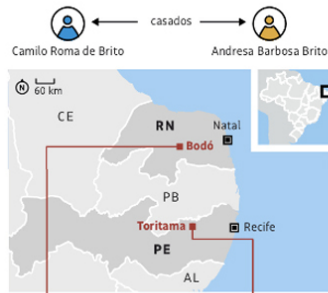 casados
Camilo Roma de Brito
Andresa Barbosa Brito
N
60 km
CE
RN
Natal
Bodó
PB
Toritama
Recife
PE
AL